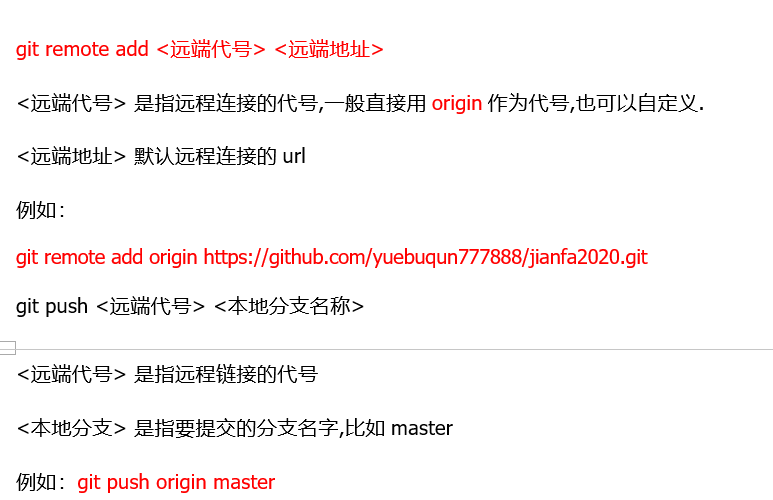 git remote add <远端代号> <远端地址>
<远端代号> 是指远程连接的代号,一般直接用 origin 作为代号,也可以自定义.
<远端地址> 默认远程连接的 url
例如：
git remote add origin https://github.com/yuebuqun777888/jianfa2020.git
git push <远端代号> <本地分支名称>
<远端代号> 是指远程链接的代号
<本地分支> 是指要提交的分支名字,比如 master
例如：git push origin master